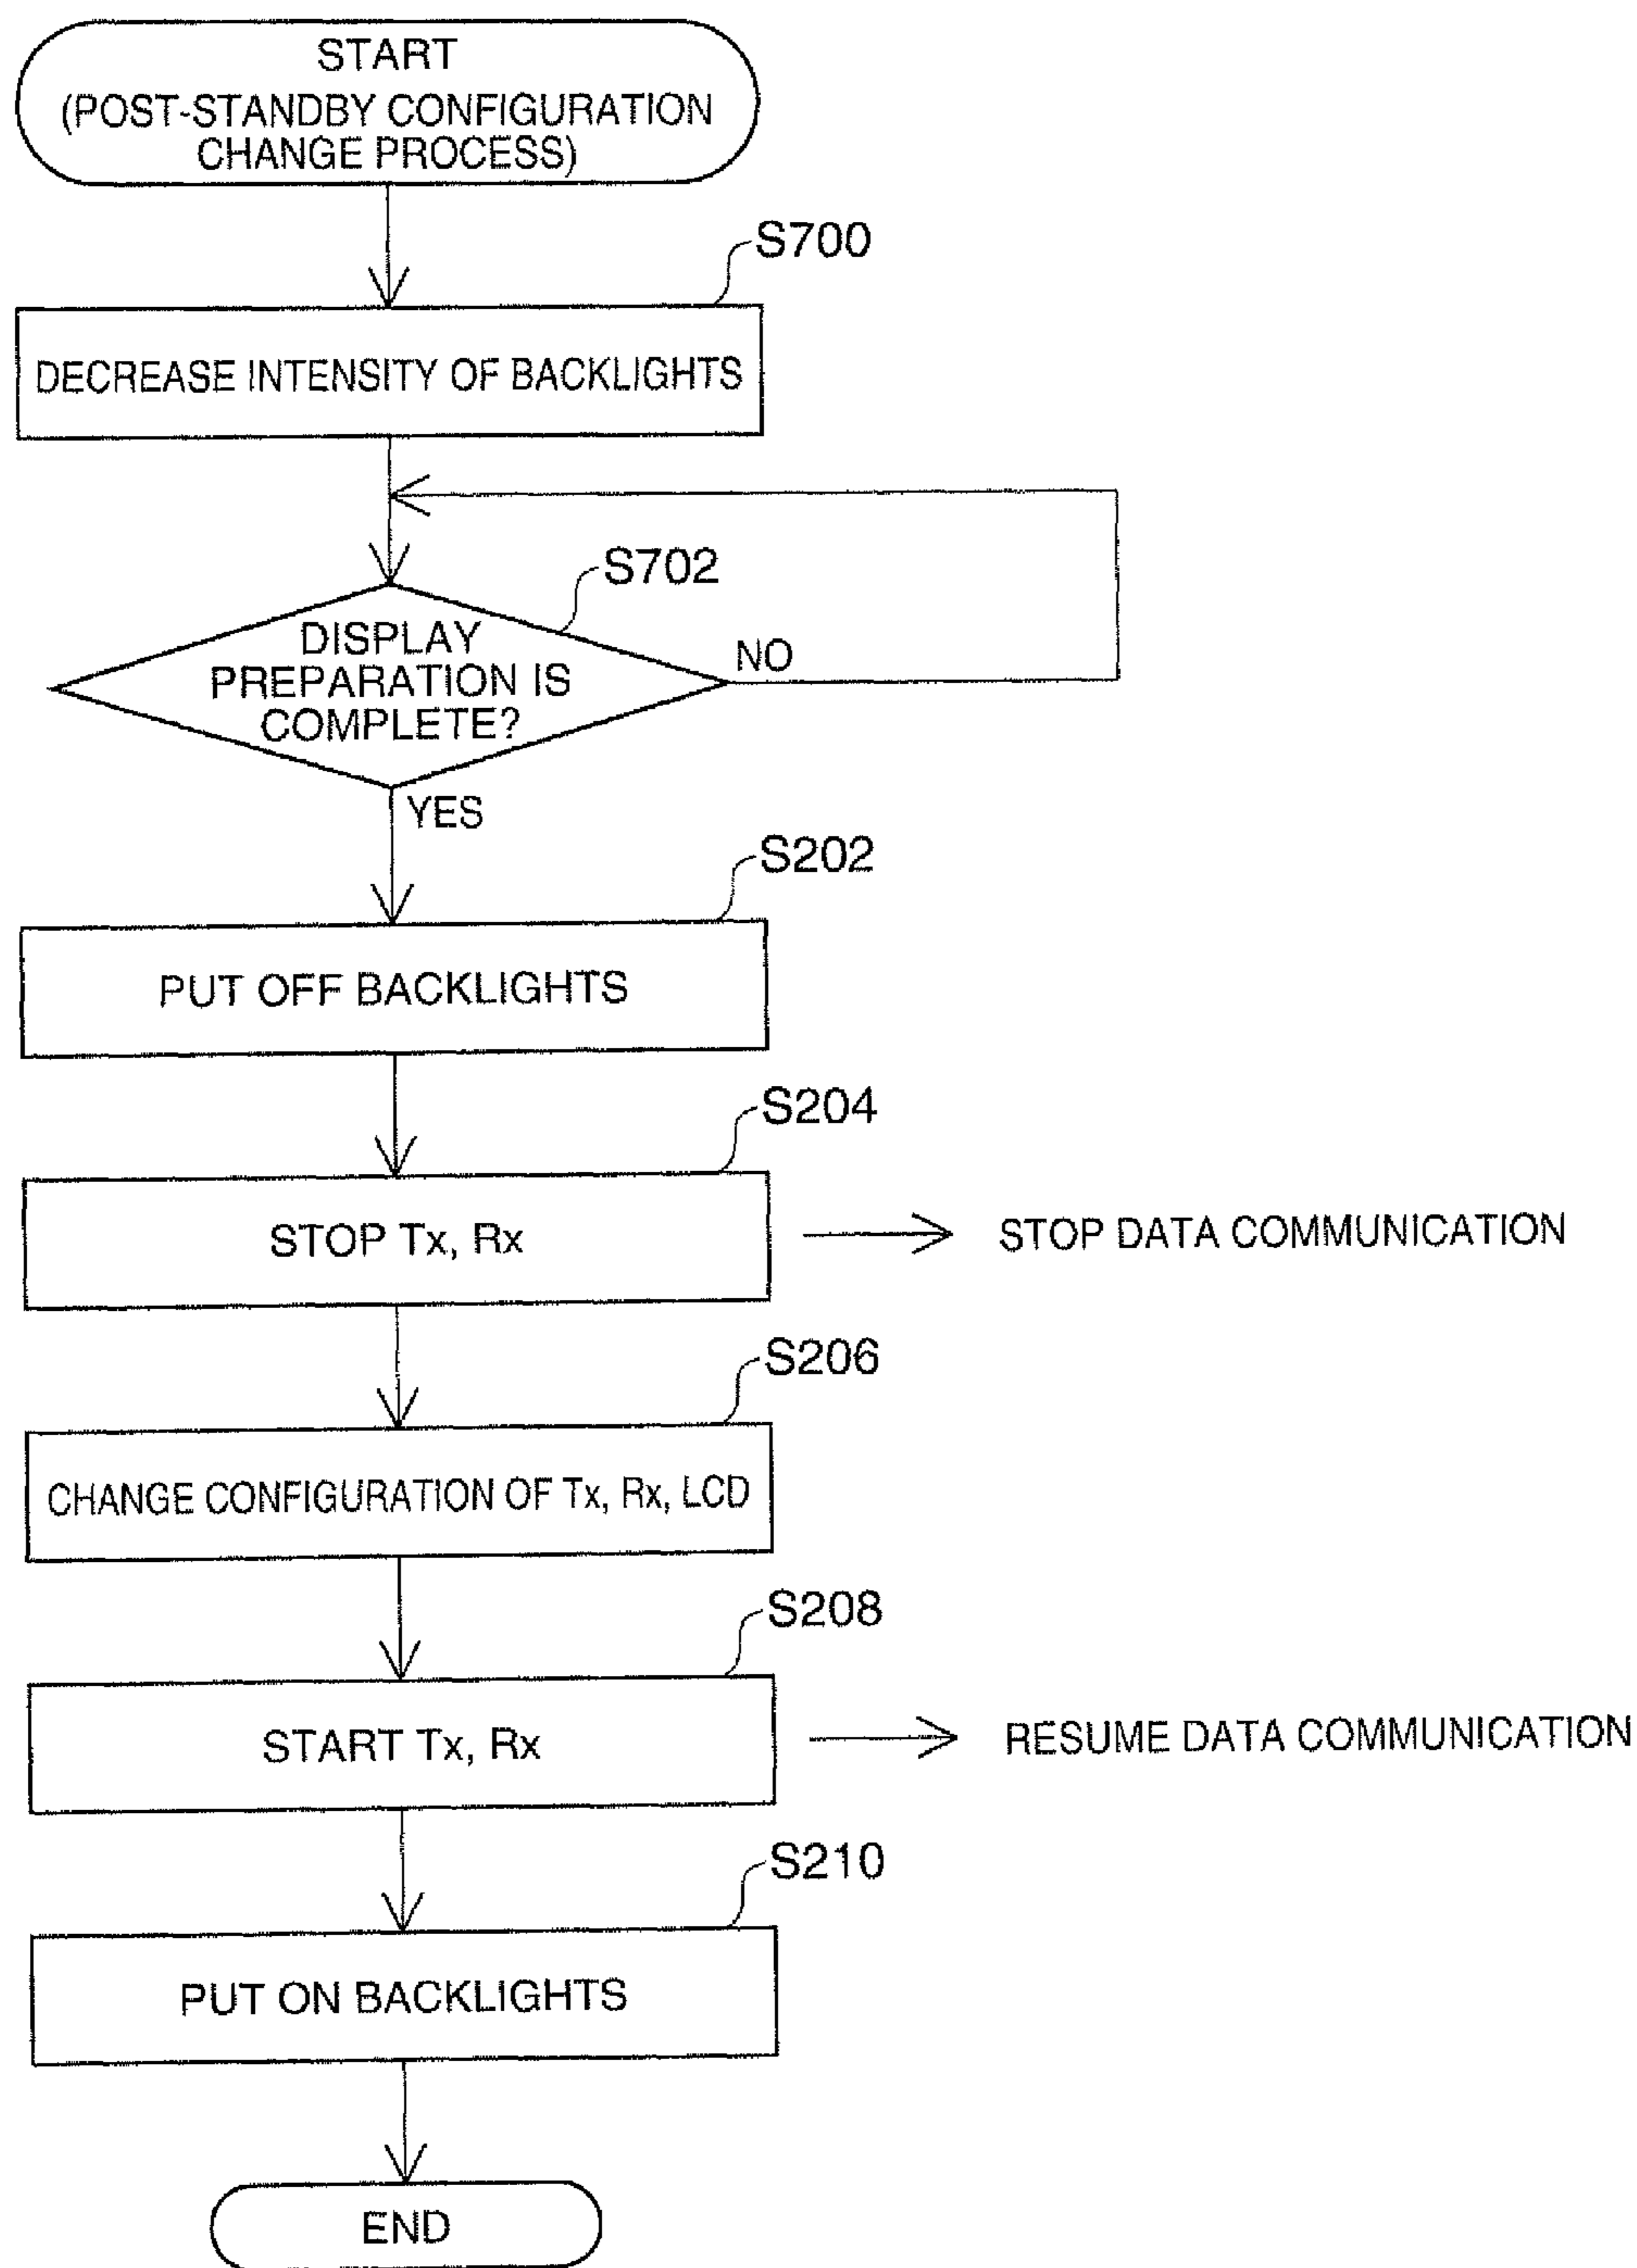 START
(POST-STANDBY CONFIGURATION
CHANGE PROCESS)
S700
DECREASE INTENSITY OF BACKLIGHTS
S702
DISPLAY
PREPARATION IS
COMPLETE?
NO
YES
S202
PUT OFF BACKLIGHTS
S204
STOP Tx, Rx
STOP DATA COMMUNICATION
S206
CHANGE CONFIGURATION OF Tx, Rx, LCD
S208
START Tx, Rx
RESUME DATA COMMUNICATION
S210
PUT ON BACKLIGHTS
END